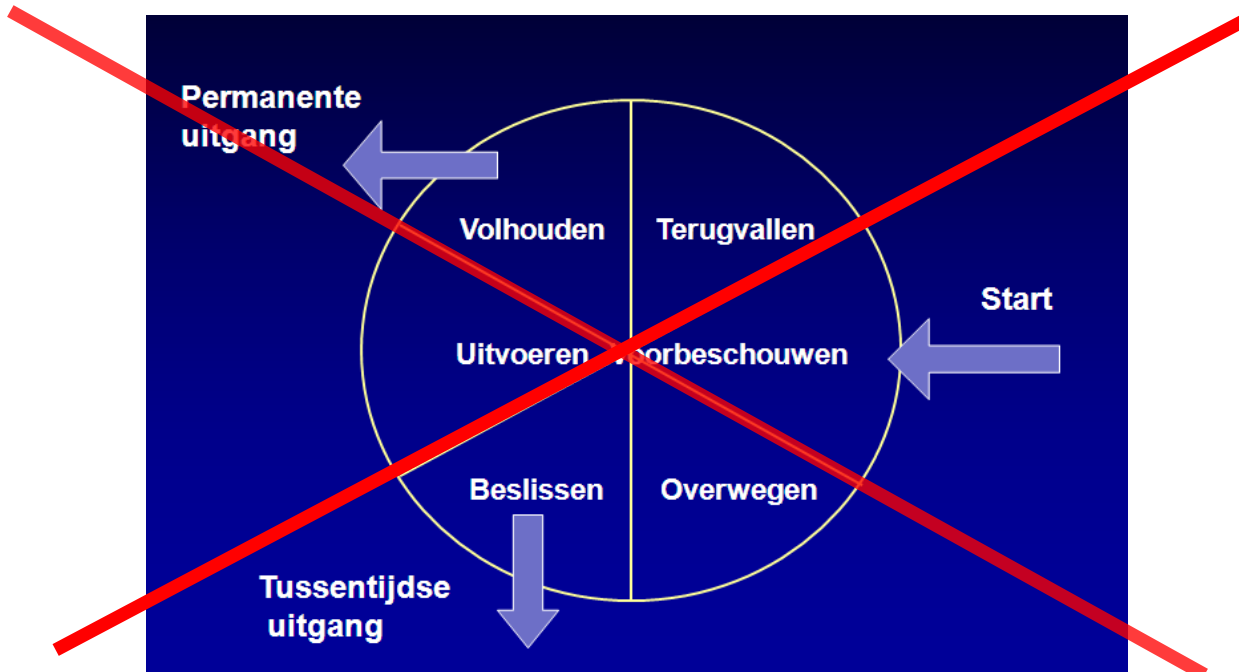 Permanente
uitgang
Volhouden
Terugvallen
Start
Uitvoeren
Voorbeschouwen
Beslissen
Overwegen
Tussentijdse
uitgang